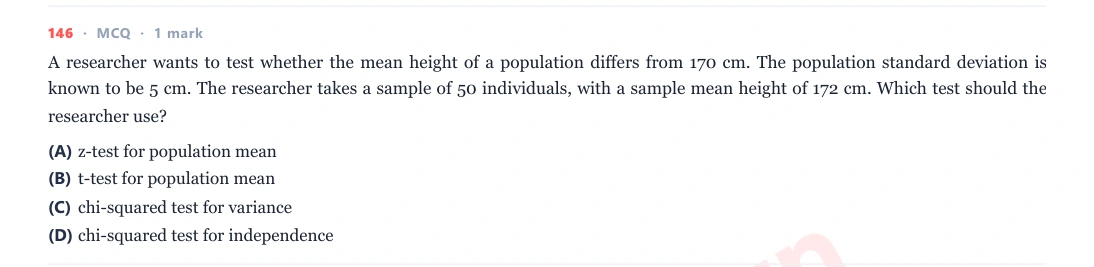 146 · MCQ · 1 mark
A researcher wants to test whether the mean height of a population differs from 170 cm. The population standard deviation is
known to be 5 cm. The researcher takes a sample of 50 individuals, with a sample mean height of 172 cm. Which test should the
researcher use?
(A) z-test for population mean
(B) t-test for population mean
(C) chi-squared test for variance
(D) chi-squared test for independence